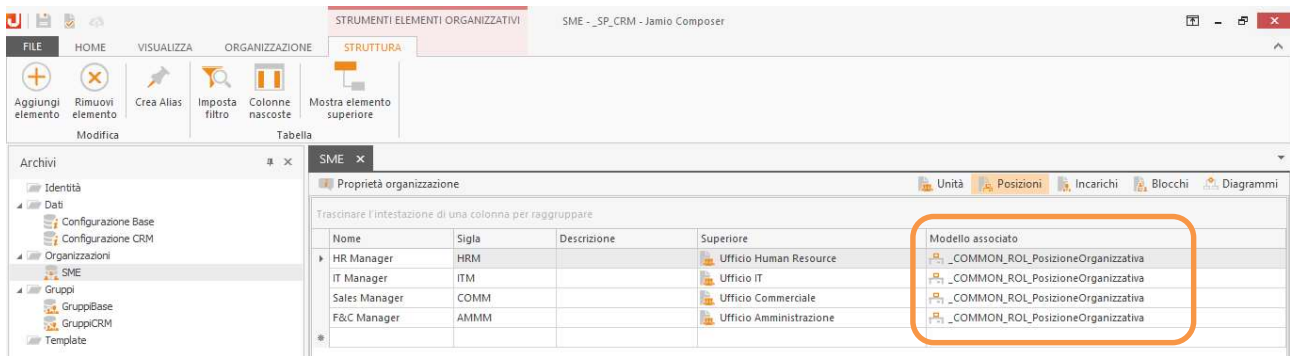 STRUMENTI ELEMENTI ORGANIZZATIVI SME - _SP_CRM - Jamio Composer
FILE HOME VISUALIZZA ORGANIZZAZIONE STRUTTURA
Aggiungi elemento
Rimuovi elemento
Crea Alias
Imposta filtro
Colonne nascoste
Mostra elemento superiore
Modifica Tabella
Archivi
Identità
Dati
Configurazione Base
Configurazione CRM
Organizzazioni
SME
Gruppi
GruppiBase
GruppiCRM
Template
SME
Proprietà organizzazione Unità Posizioni Incarichi Blocchi Diagrammi
Trascinare l'intestazione di una colonna per raggruppare
Nome Sigla Descrizione Superiore Modello associato
HR Manager HRM Ufficio Human Resource _COMMON_ROL_PosizioneOrganizzativa
IT Manager ITM Ufficio IT _COMMON_ROL_PosizioneOrganizzativa
Sales Manager COMM Ufficio Commerciale _COMMON_ROL_PosizioneOrganizzativa
F&C Manager AMMM Ufficio Amministrazione _COMMON_ROL_PosizioneOrganizzativa